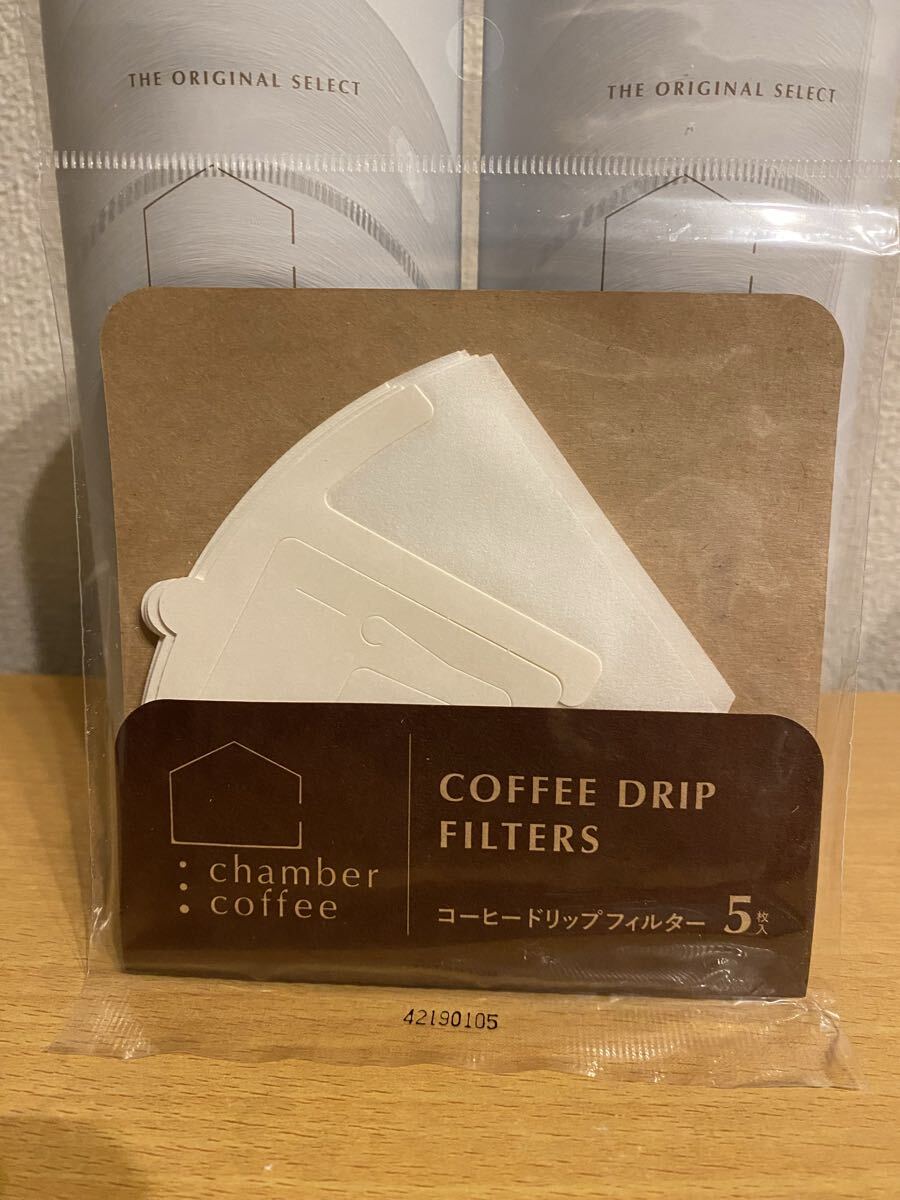 THE ORIGINAL SELECT
THE ORIGINAL SELECT
chamber
coffee
COFFEE DRIP
FILTERS
コーヒードリップフィルター 5枚入
42190105